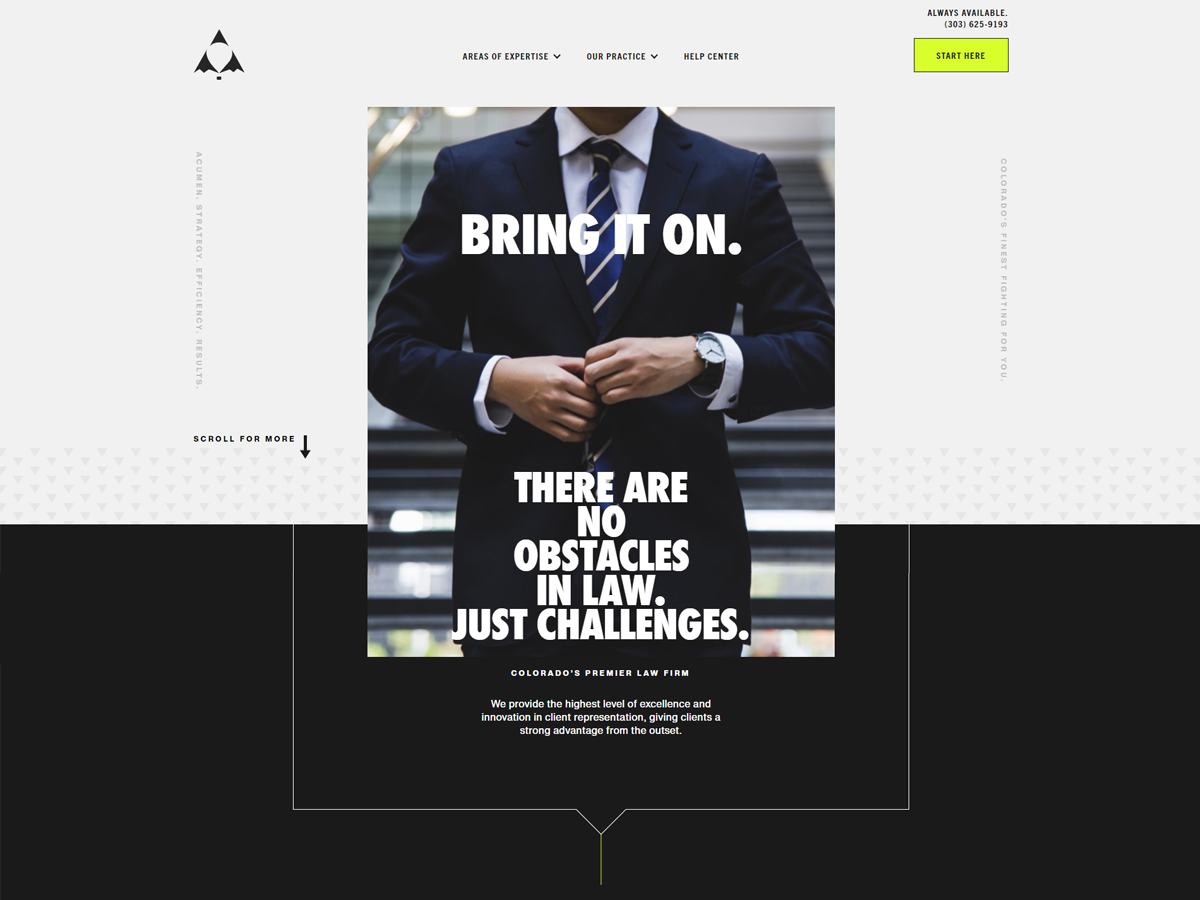 ALWAYS AVAILABLE.
(303) 625-9193
AREAS OF EXPERTISE
OUR PRACTICE
HELP CENTER
START HERE
ACUMEN. STRATEGY. EFFICIENCY. RESULTS.
COLORADO'S FINEST FIGHTING FOR YOU.
BRING IT ON.
SCROLL FOR MORE
THERE ARE
NO
OBSTACLES
IN LAW.
JUST CHALLENGES.
COLORADO'S PREMIER LAW FIRM
We provide the highest level of excellence and
innovation in client representation, giving clients a
strong advantage from the outset.